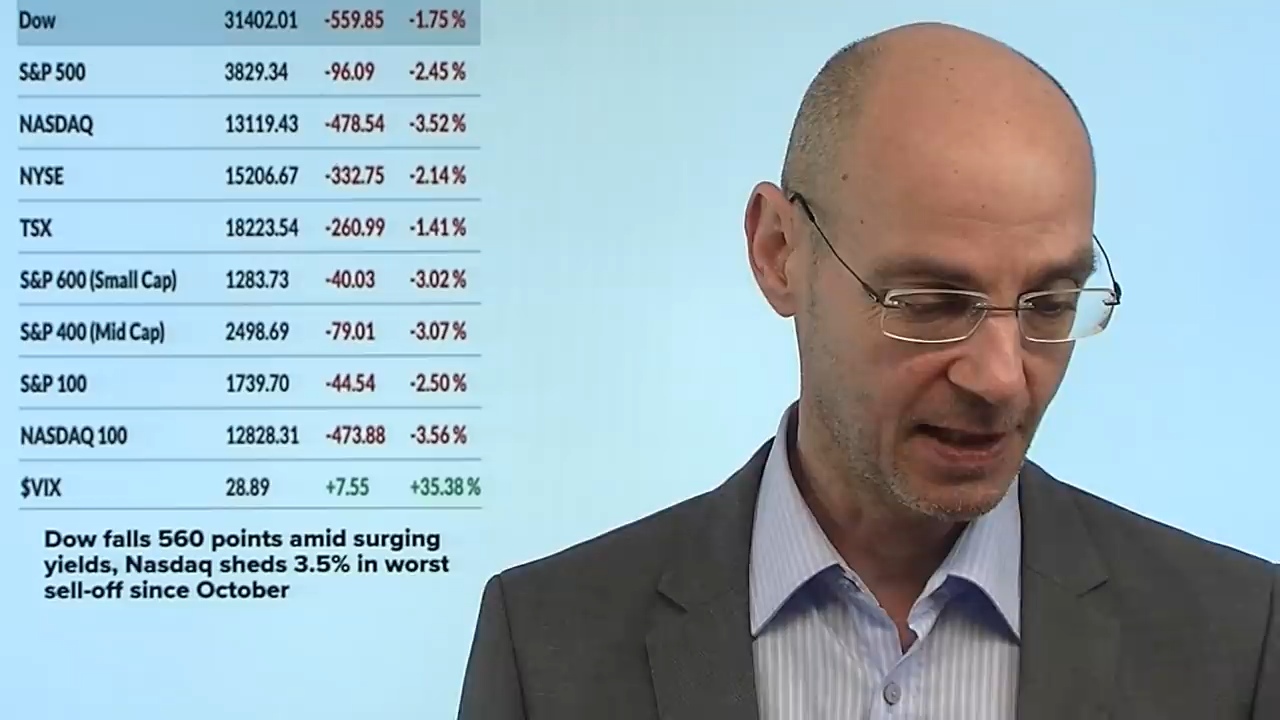 Dow 31402.01 -559.85 -1.75%
S&P 500 3829.34 -96.09 -2.45%
NASDAQ 13119.43 -478.54 -3.52%
NYSE 15206.67 -332.75 -2.14%
TSX 18223.54 -260.99 -1.41%
S&P 600 (Small Cap) 1283.73 -40.03 -3.02%
S&P 400 (Mid Cap) 2498.69 -79.01 -3.07%
S&P 100 1739.70 -44.54 -2.50%
NASDAQ 100 12828.31 -473.88 -3.56%
$VIX 28.89 +7.55 +35.38%
Dow falls 560 points amid surging
yields, Nasdaq sheds 3.5% in worst
sell-off since October